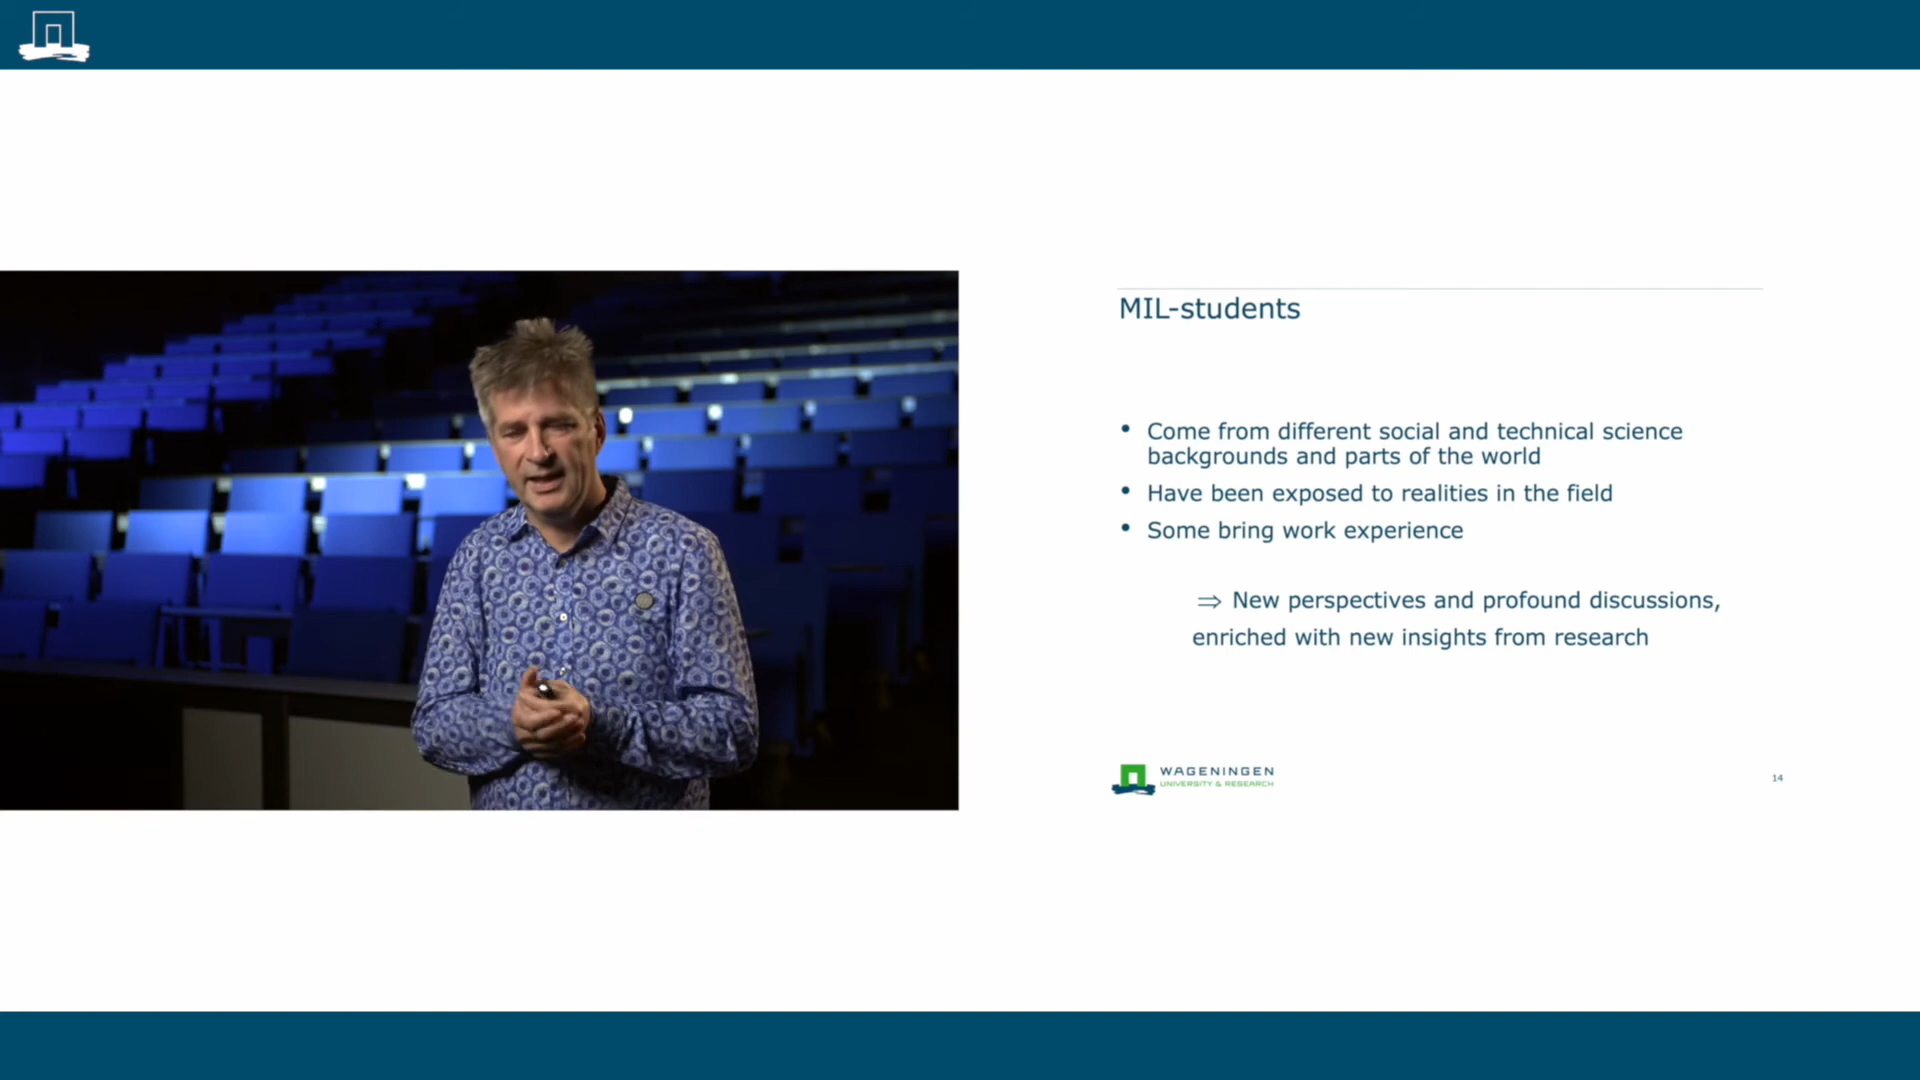 MIL-students
• Come from different social and technical science
backgrounds and parts of the world
• Have been exposed to realities in the field
• Some bring work experience
⇒ New perspectives and profound discussions,
enriched with new insights from research
WAGENINGEN
UNIVERSITY & RESEARCH
14